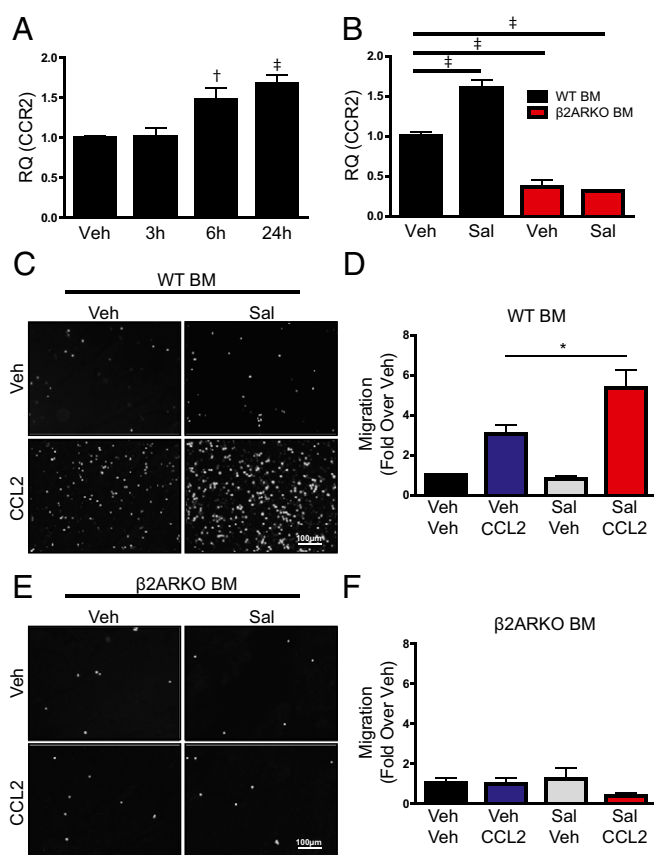 A
RQ (CCR2)
2.0
1.5
1.0
0.5
0.0
†
‡
Veh 3h 6h 24h
B
RQ (CCR2)
2.0
1.5
1.0
0.5
0.0
‡
‡
‡
WT BM
β2ARKO BM
Veh Sal Veh Sal
C
WT BM
Veh Sal
Veh
CCL2
100µm
D
WT BM
Migration
(Fold Over Veh)
8
6
4
2
0
*
Veh Veh Sal Sal
Veh CCL2 Veh CCL2
E
β2ARKO BM
Veh Sal
Veh
CCL2
100µm
F
β2ARKO BM
Migration
(Fold Over Veh)
8
6
4
2
0
Veh Veh Sal Sal
Veh CCL2 Veh CCL2